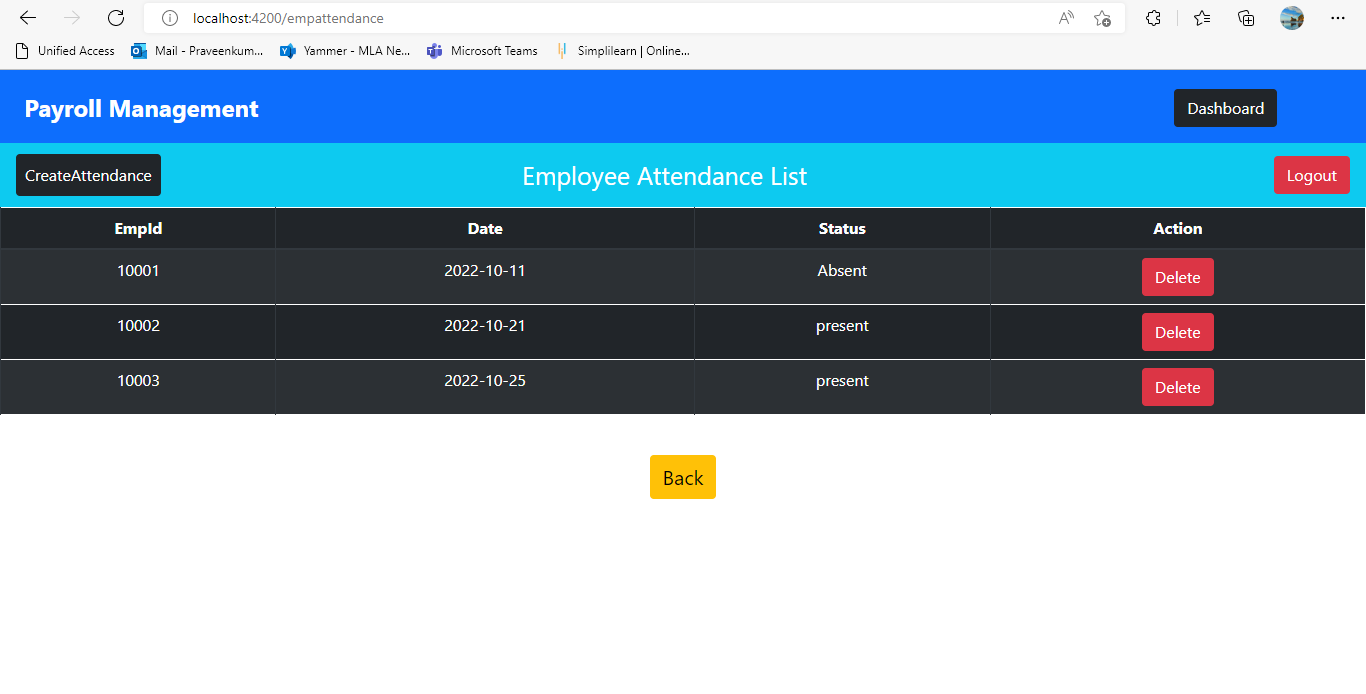 localhost:4200/empattendance
Unified Access Mail - Praveenkum... Yammer - MLA Ne... Microsoft Teams Simplilearn | Online...
Payroll Management Dashboard
CreateAttendance Employee Attendance List Logout
EmpId Date Status Action
10001 2022-10-11 Absent Delete
10002 2022-10-21 present Delete
10003 2022-10-25 present Delete
Back